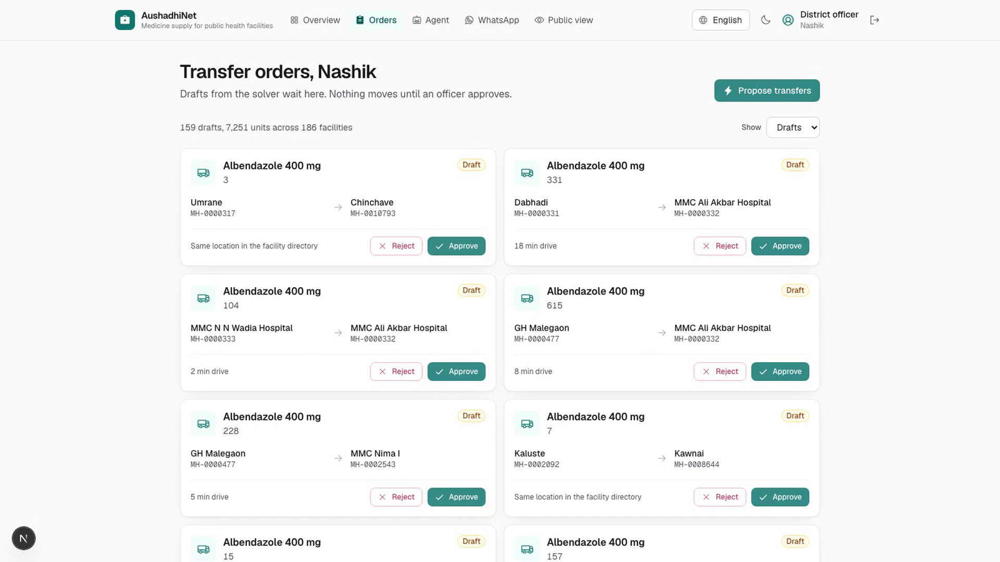 AushadhiNet
Medicine supply for public health facilities
Overview
Orders
Agent
WhatsApp
Public view
English
District officer
Nashik
Transfer orders, Nashik
Drafts from the solver wait here. Nothing moves until an officer approves.
Propose transfers
159 drafts, 7,251 units across 186 facilities
Show
Drafts
Albendazole 400 mg
Draft
3
Umrane
MH-0000317
Chinchave
MH-0010793
Same location in the facility directory
Reject
Approve
Albendazole 400 mg
Draft
331
Dabhadi
MH-0000331
MMC Ali Akbar Hospital
MH-0000332
18 min drive
Reject
Approve
Albendazole 400 mg
Draft
104
MMC N N Wadia Hospital
MH-0000333
MMC Ali Akbar Hospital
MH-0000332
2 min drive
Reject
Approve
Albendazole 400 mg
Draft
615
GH Malegaon
MH-0000477
MMC Ali Akbar Hospital
MH-0000332
8 min drive
Reject
Approve
Albendazole 400 mg
Draft
228
GH Malegaon
MH-0000477
MMC Nima I
MH-0002543
5 min drive
Reject
Approve
Albendazole 400 mg
Draft
7
Kaluste
MH-0002092
Kawnai
MH-0008644
Same location in the facility directory
Reject
Approve
Albendazole 400 mg
Draft
15
Albendazole 400 mg
Draft
157
N